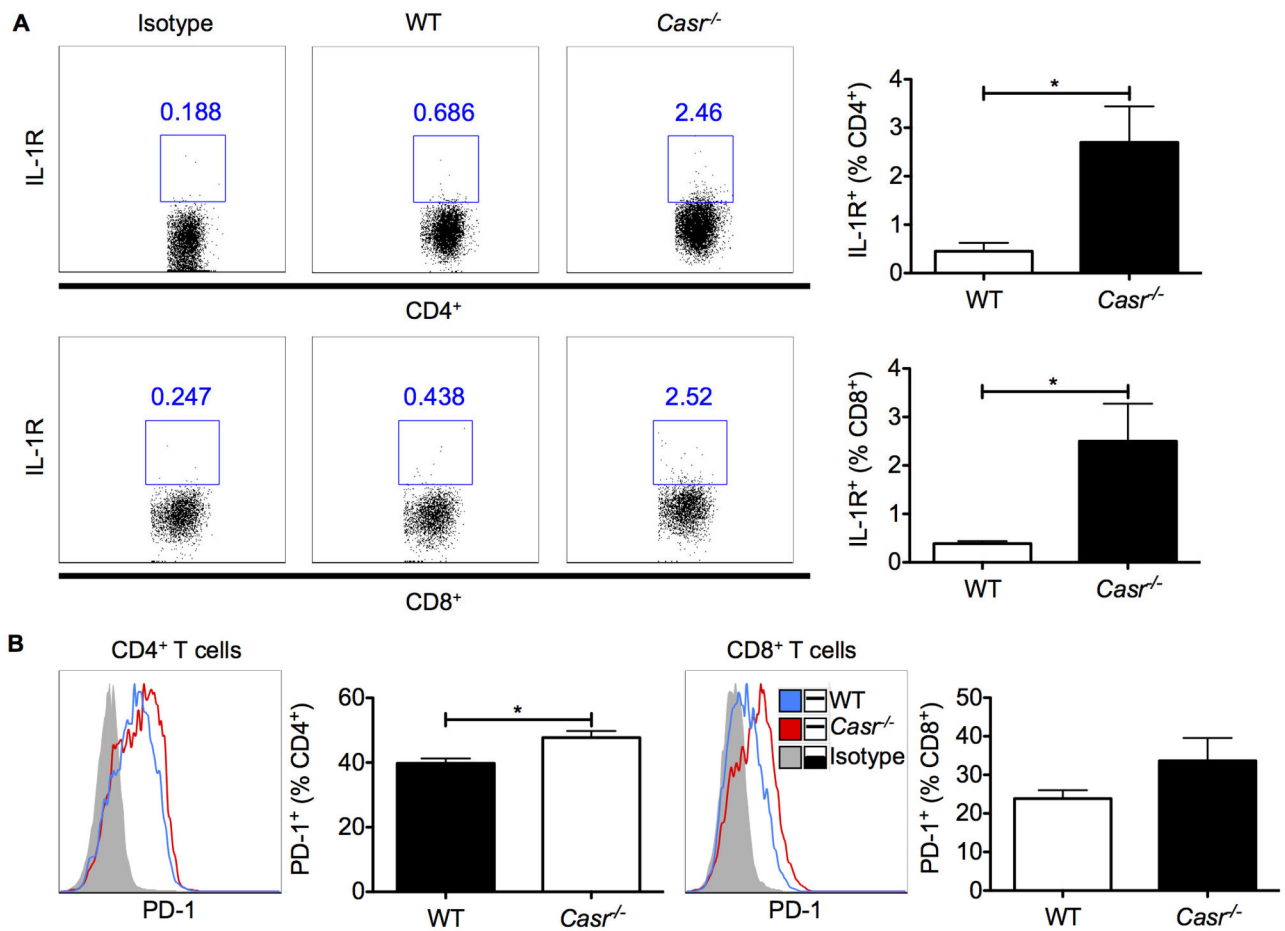 A
Isotype
WT
Casr-/-
IL-1R
0.188
0.686
2.46
CD4+
IL-1R+ (% CD4+)
4
3
2
1
0
*
WT
Casr-/-
IL-1R
0.247
0.438
2.52
CD8+
IL-1R+ (% CD8+)
4
3
2
1
0
*
WT
Casr-/-
B
CD4+ T cells
PD-1
PD-1+ (% CD4+)
60
40
20
0
*
WT
Casr-/-
CD8+ T cells
WT
Casr-/-
Isotype
PD-1
PD-1+ (% CD8+)
50
40
30
20
10
0
WT
Casr-/-